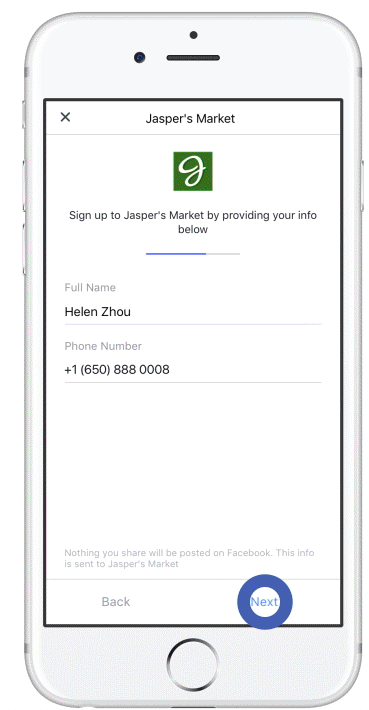 Jasper's Market
Sign up to Jasper's Market by providing your info
below
Full Name
Helen Zhou
Phone Number
+1 (650) 888 0008
Nothing you share will be posted on Facebook. This info
is sent to Jasper's Market
Back
Next